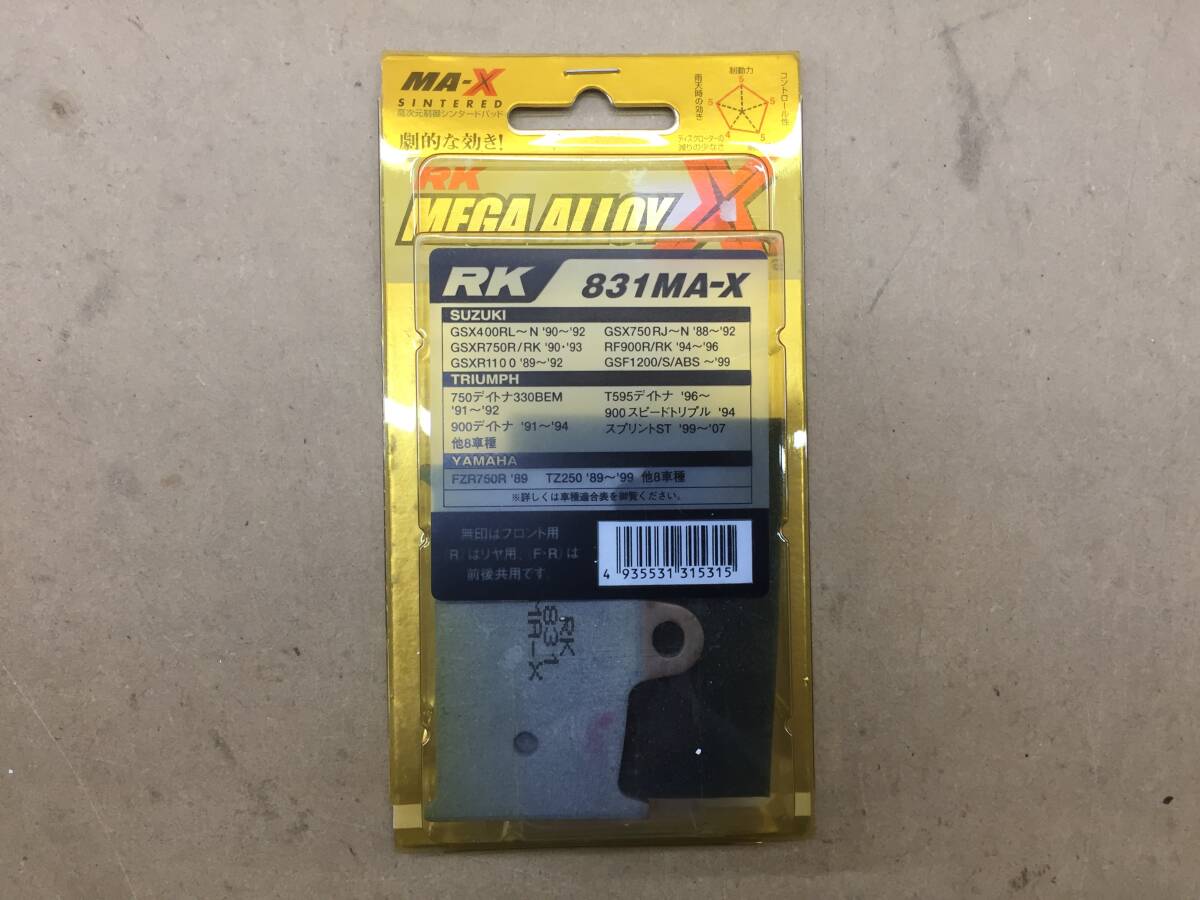 MA-X
SINTERED
高次元制御シンタードパッド
劇的な効き!
制動力
コントロール性
雨天時の効き
ディスクローターの
減りの少なさ
5
5
5
4
5
RK
MEGA ALLOY X
RK 831MA-X
SUZUKI
GSX400RL〜N '90〜'92 GSX750RJ〜N '88〜'92
GSXR750R/RK '90・'93 RF900R/RK '94〜'96
GSXR1100 '89〜'92 GSF1200/S/ABS 〜'99
TRIUMPH
750デイトナ330BEM T595デイトナ '96〜
'91〜'92 900スピードトリプル '94
900デイトナ '91〜'94 スプリントST '99〜'07
他8車種
YAMAHA
FZR750R '89 TZ250 '89〜'99 他8車種
※詳しくは車種適合表を御覧ください。
無印はフロント用
(R)はリヤ用、(F・R)は
前後共用です。
4 935531 315315
RK
831
MA-X